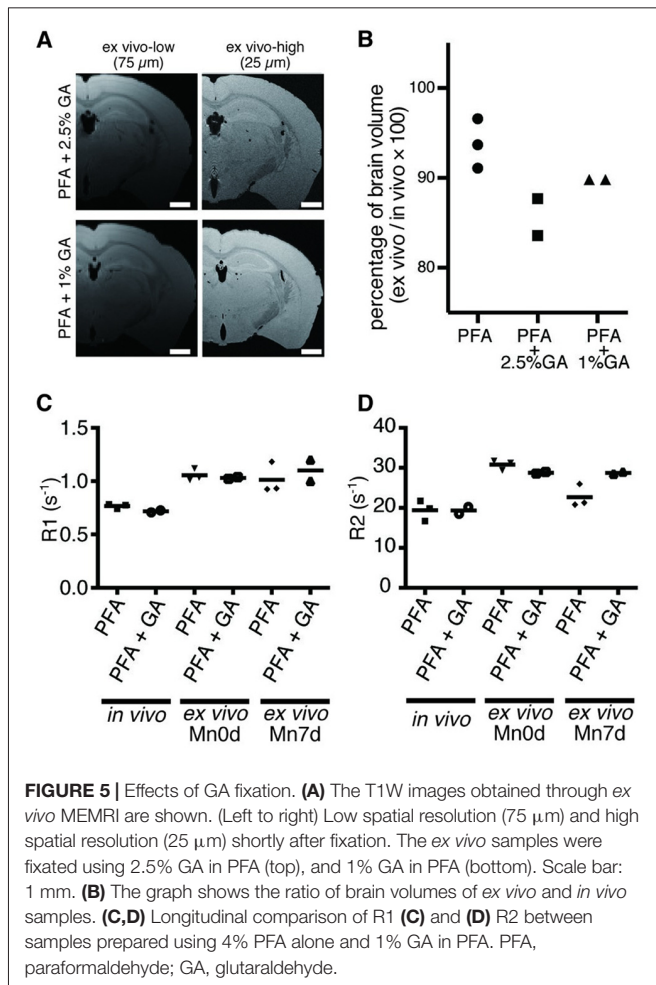 A
ex vivo-low
(75 μm)
ex vivo-high
(25 μm)
PFA + 2.5% GA
PFA + 1% GA
B
percentage of brain volume
(ex vivo / in vivo × 100)
100
90
80
PFA
PFA
+
2.5%GA
PFA
+
1%GA
C
R1 (s⁻¹)
1.5
1.0
0.5
0.0
PFA
PFA + GA
PFA
PFA + GA
PFA
PFA + GA
in vivo
ex vivo
Mn0d
ex vivo
Mn7d
D
R2 (s⁻¹)
40
30
20
10
0
PFA
PFA + GA
PFA
PFA + GA
PFA
PFA + GA
in vivo
ex vivo
Mn0d
ex vivo
Mn7d
FIGURE 5 | Effects of GA fixation. (A) The T1W images obtained through ex
vivo MEMRI are shown. (Left to right) Low spatial resolution (75 μm) and high
spatial resolution (25 μm) shortly after fixation. The ex vivo samples were
fixated using 2.5% GA in PFA (top), and 1% GA in PFA (bottom). Scale bar:
1 mm. (B) The graph shows the ratio of brain volumes of ex vivo and in vivo
samples. (C,D) Longitudinal comparison of R1 (C) and (D) R2 between
samples prepared using 4% PFA alone and 1% GA in PFA. PFA,
paraformaldehyde; GA, glutaraldehyde.